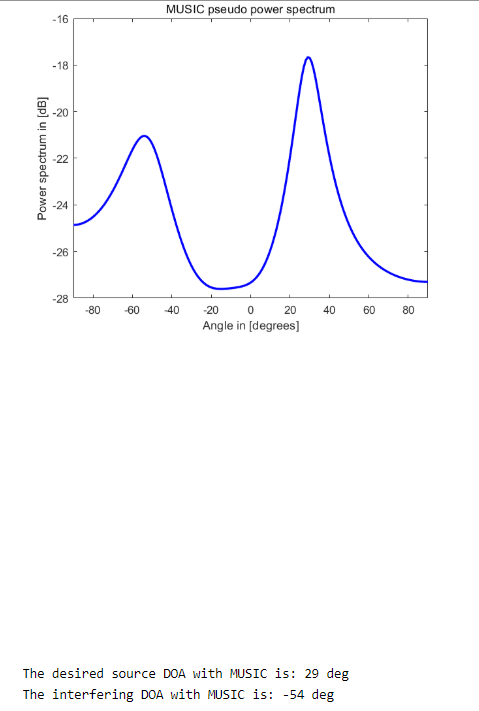 MUSIC pseudo power spectrum
Power spectrum in [dB]
-16
-18
-20
-22
-24
-26
-28
-80 -60 -40 -20 0 20 40 60 80
Angle in [degrees]
The desired source DOA with MUSIC is: 29 deg
The interfering DOA with MUSIC is: -54 deg